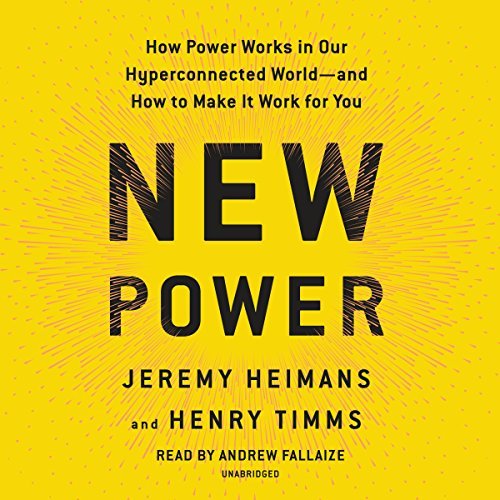 How Power Works in Our
Hyperconnected World—and
How to Make It Work for You
NEW
POWER
JEREMY HEIMANS
and HENRY TIMMS
READ BY ANDREW FALLAIZE
UNABRIDGED